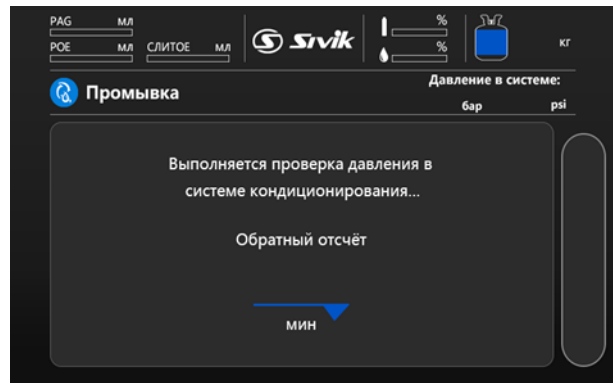 PAG мл
POE мл СЛИТОЕ мл
Sivik
%
%
кг
Промывка
Давление в системе:
бар psi
Выполняется проверка давления в
системе кондиционирования...
Обратный отсчёт
мин